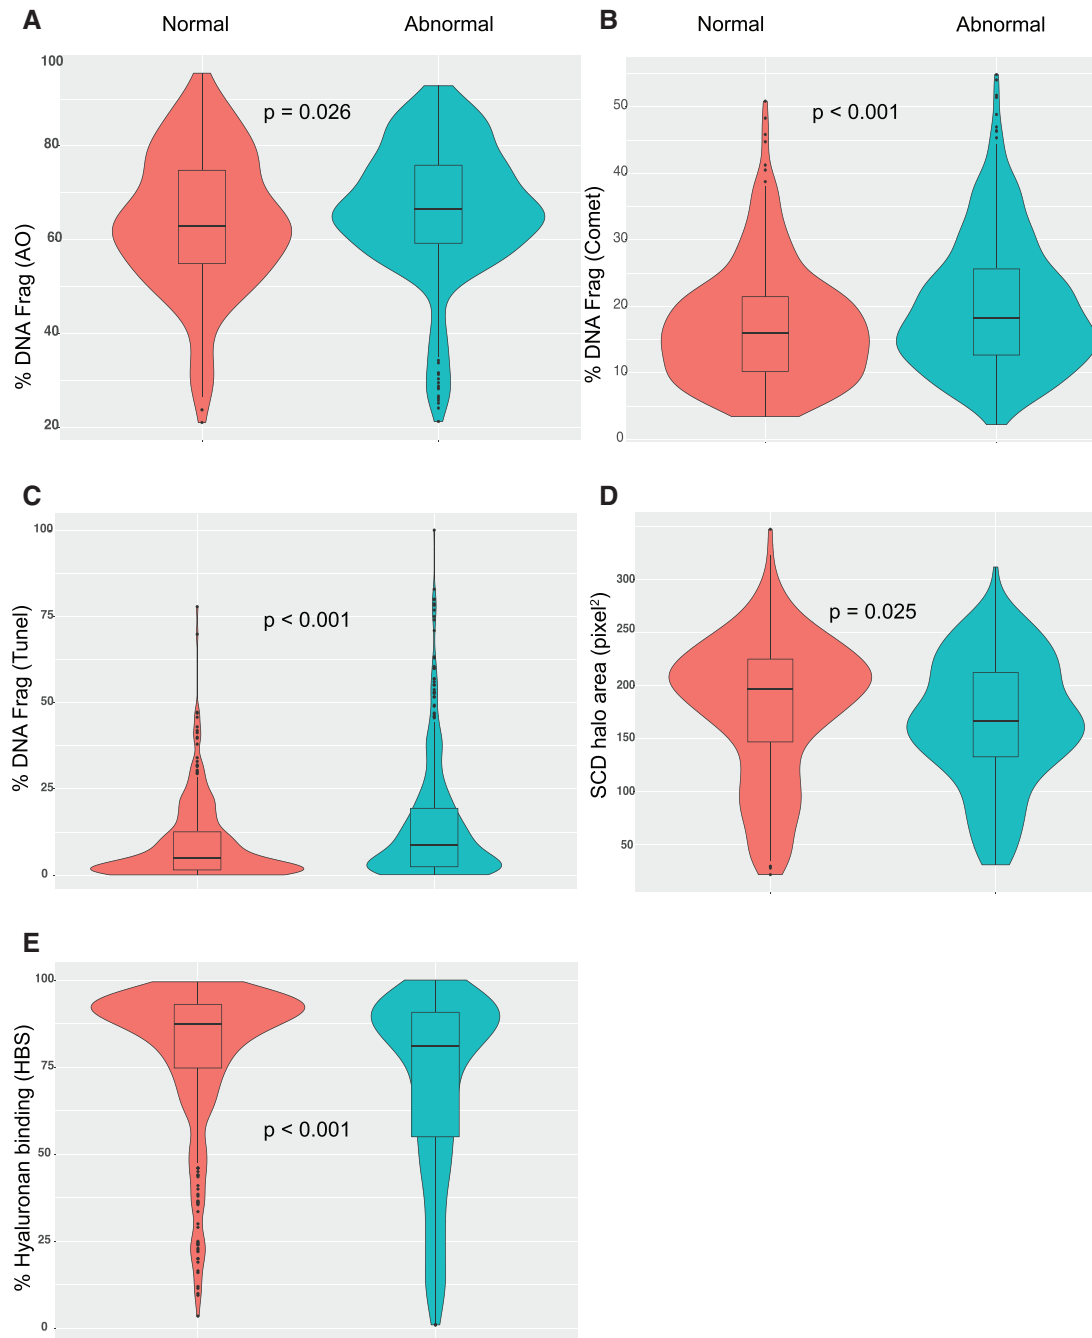 A
Normal
Abnormal
100
80
60
40
20
% DNA Frag (AO)
p = 0.026
B
Normal
Abnormal
50
40
30
20
10
0
% DNA Frag (Comet)
p < 0.001
C
100
75
50
25
0
% DNA Frag (Tunel)
p < 0.001
D
300
250
200
150
100
50
SCD halo area (pixel²)
p = 0.025
E
100
75
50
25
0
% Hyaluronan binding (HBS)
p < 0.001